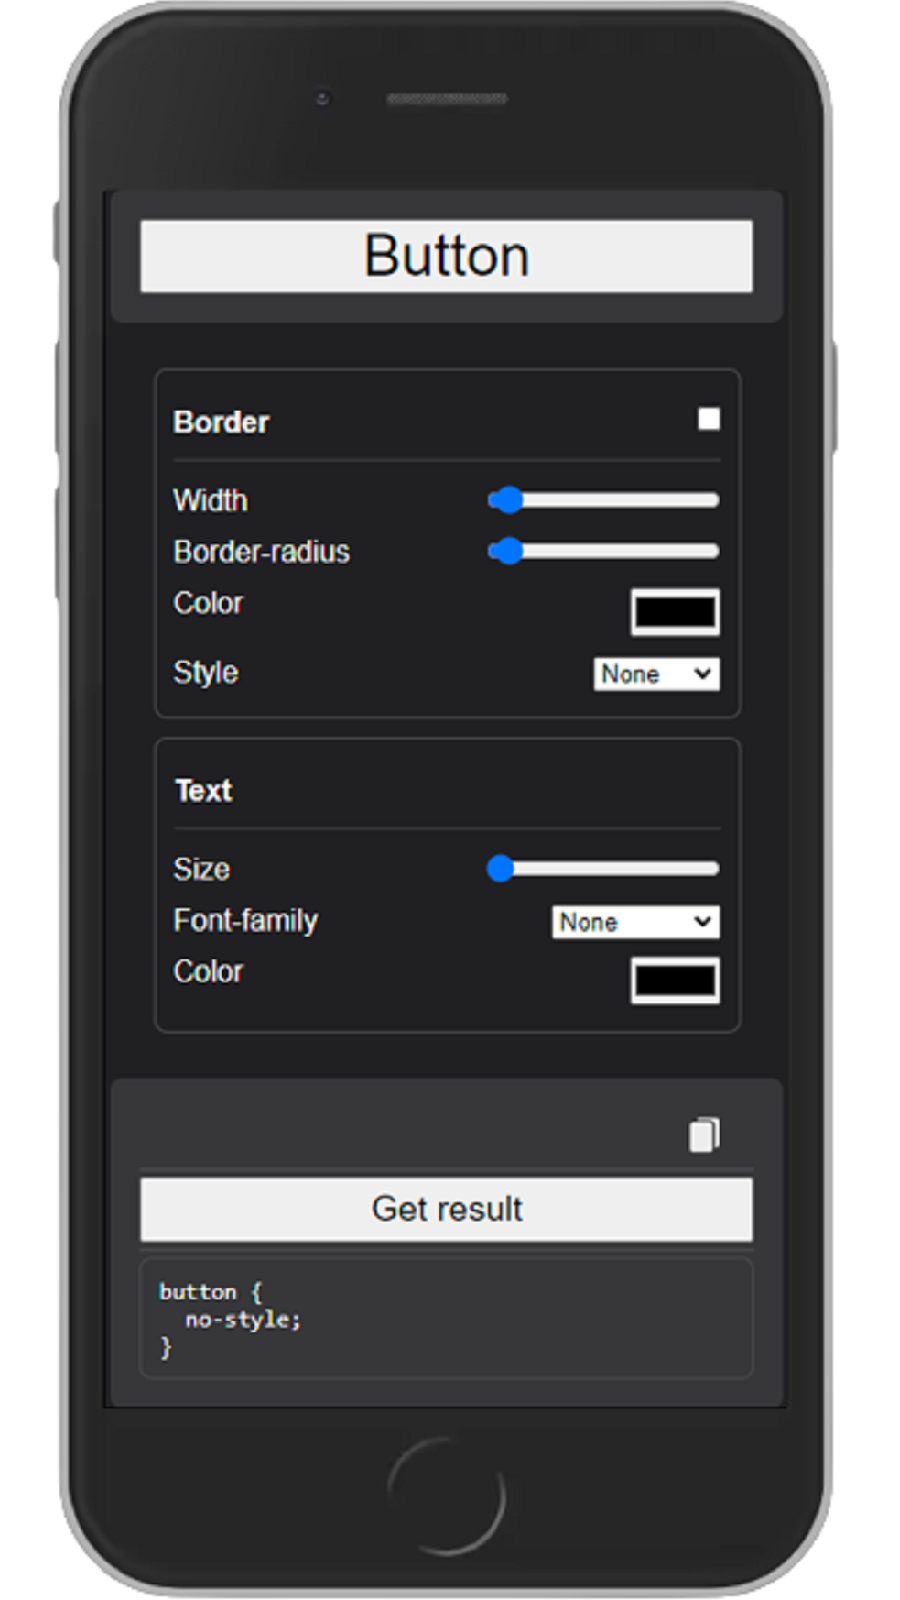 Button
Border
Width
Border-radius
Color
Style
None
Text
Size
Font-family
None
Color
Get result
button {
  no-style;
}